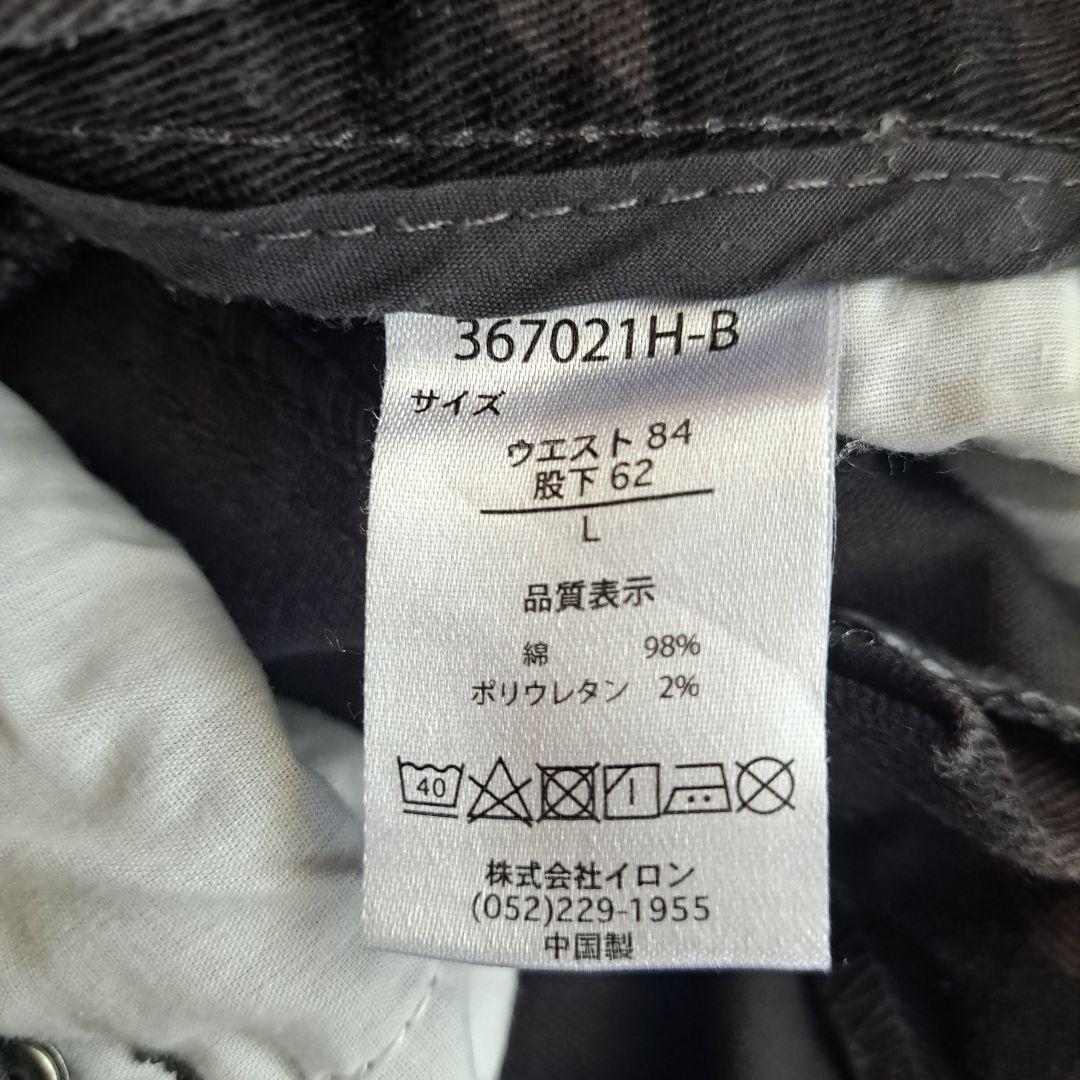 367021H-B
サイズ
ウエスト 84
股下 62
L
品質表示
綿 98%
ポリウレタン 2%
40
株式会社イロン
(052)229-1955
中国製